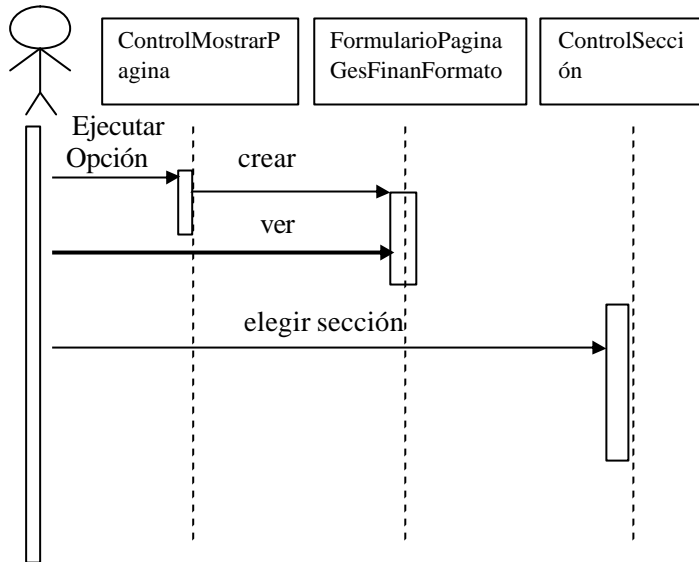 ControlMostrarP
agina
FormularioPagina
GesFinanFormato
ControlSecci
ón
Ejecutar
Opción
crear
ver
elegir sección